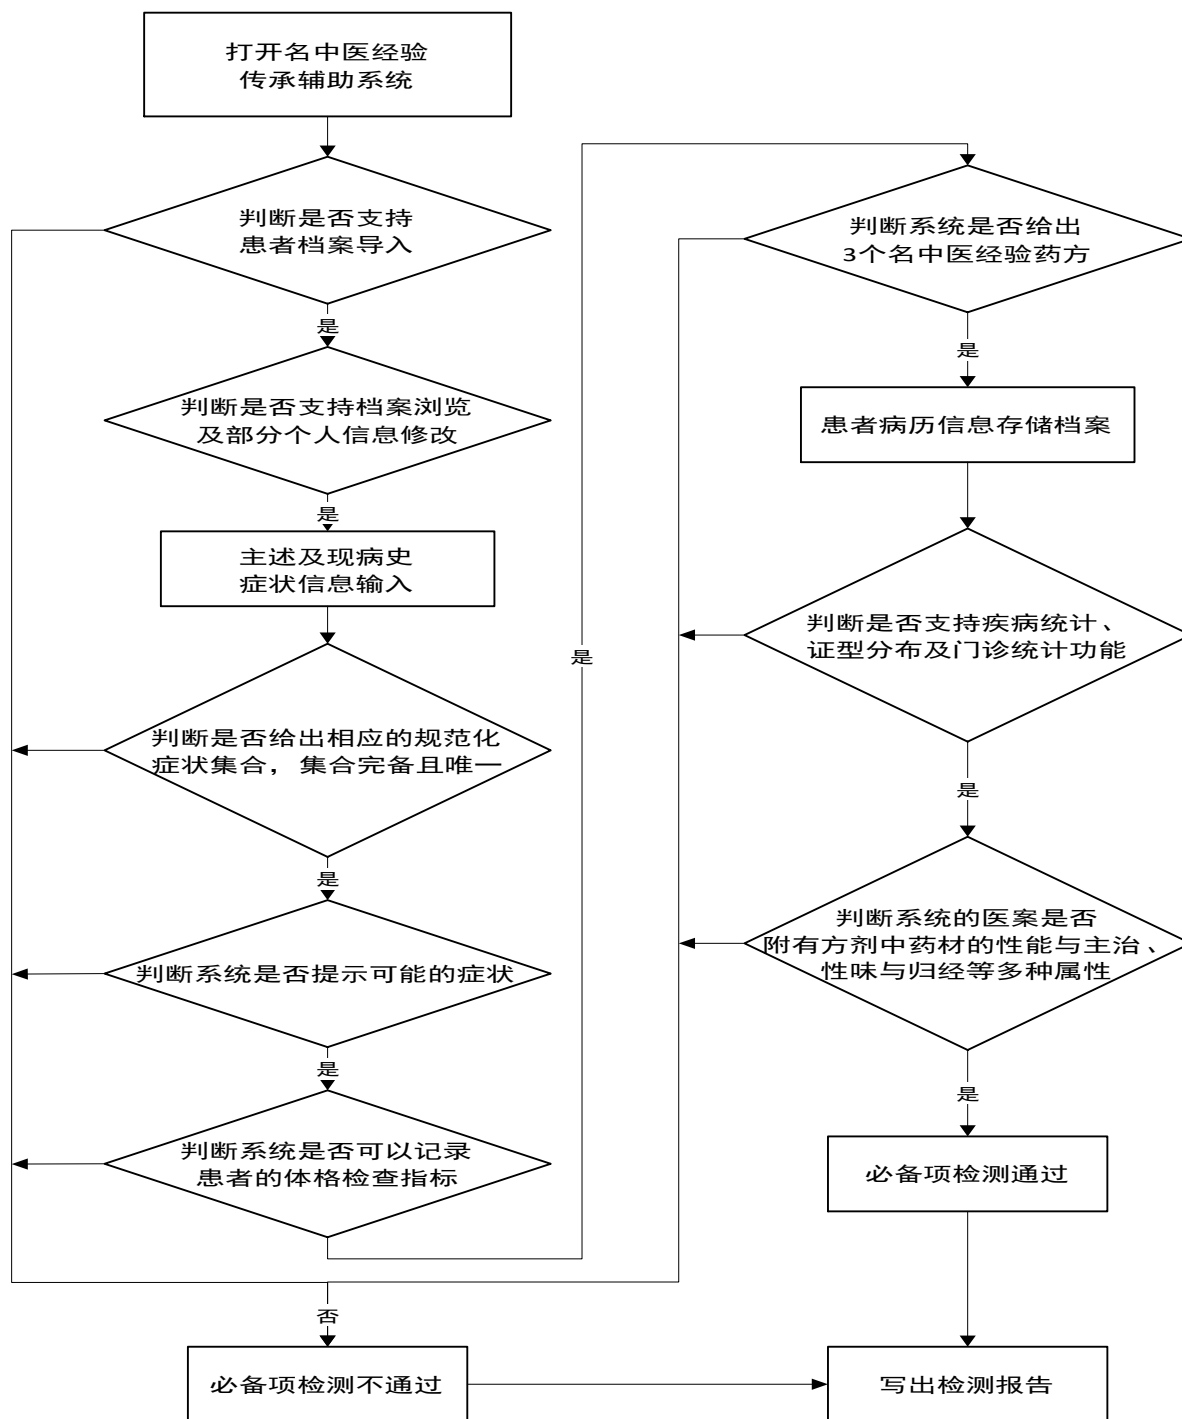 打开名中医经验
传承辅助系统
判断是否支持
患者档案导入
是
判断是否支持档案浏览
及部分个人信息修改
是
主述及现病史
症状信息输入
判断是否给出相应的规范化
症状集合，集合完备且唯一
是
判断系统是否提示可能的症状
是
判断系统是否可以记录
患者的体格检查指标
是
判断系统是否给出
3个名中医经验药方
是
患者病历信息存储档案
判断是否支持疾病统计、
证型分布及门诊统计功能
是
判断系统的医案是否
附有方剂中药材的性能与主治、
性味与归经等多种属性
是
必备项检测通过
否
必备项检测不通过
写出检测报告